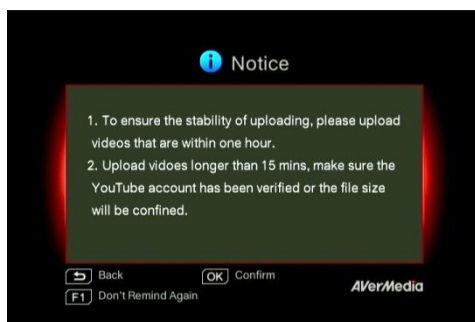 Notice
1. To ensure the stability of uploading, please upload
videos that are within one hour.
2. Upload vidoes longer than 15 mins, make sure the
YouTube account has been verified or the file size
will be confined.
Back
OK Confirm
F1 Don't Remind Again
AVerMedia